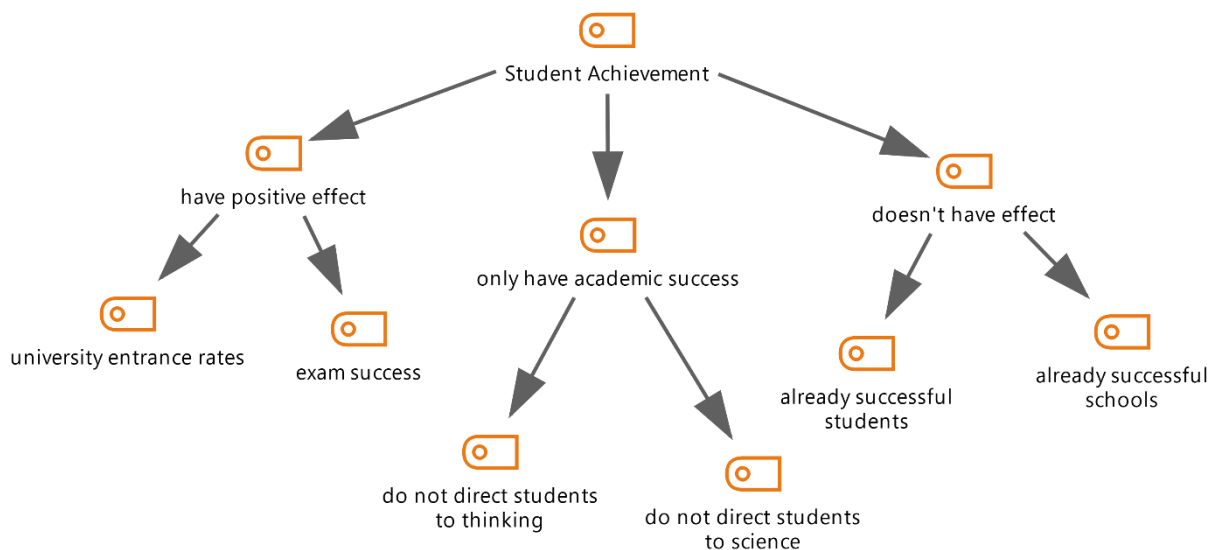 Student Achievement
have positive effect
doesn't have effect
only have academic success
university entrance rates
exam success
already successful
students
already successful
schools
do not direct students
to thinking
do not direct students
to science